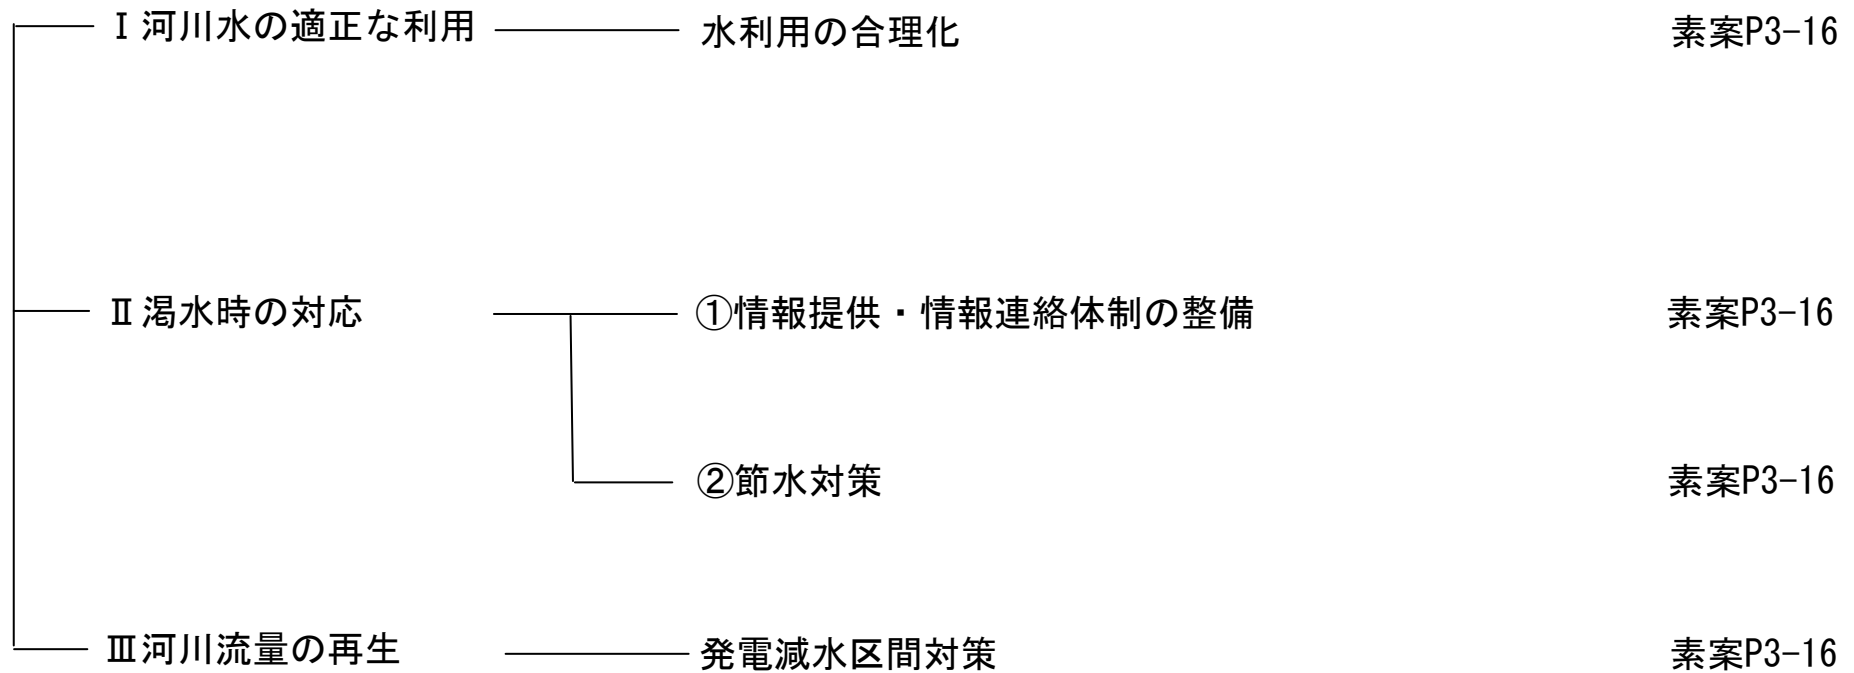 Ⅰ河川水の適正な利用 水利用の合理化 素案P3-16
Ⅱ渇水時の対応 ①情報提供・情報連絡体制の整備 素案P3-16
②節水対策 素案P3-16
Ⅲ河川流量の再生 発電減水区間対策 素案P3-16